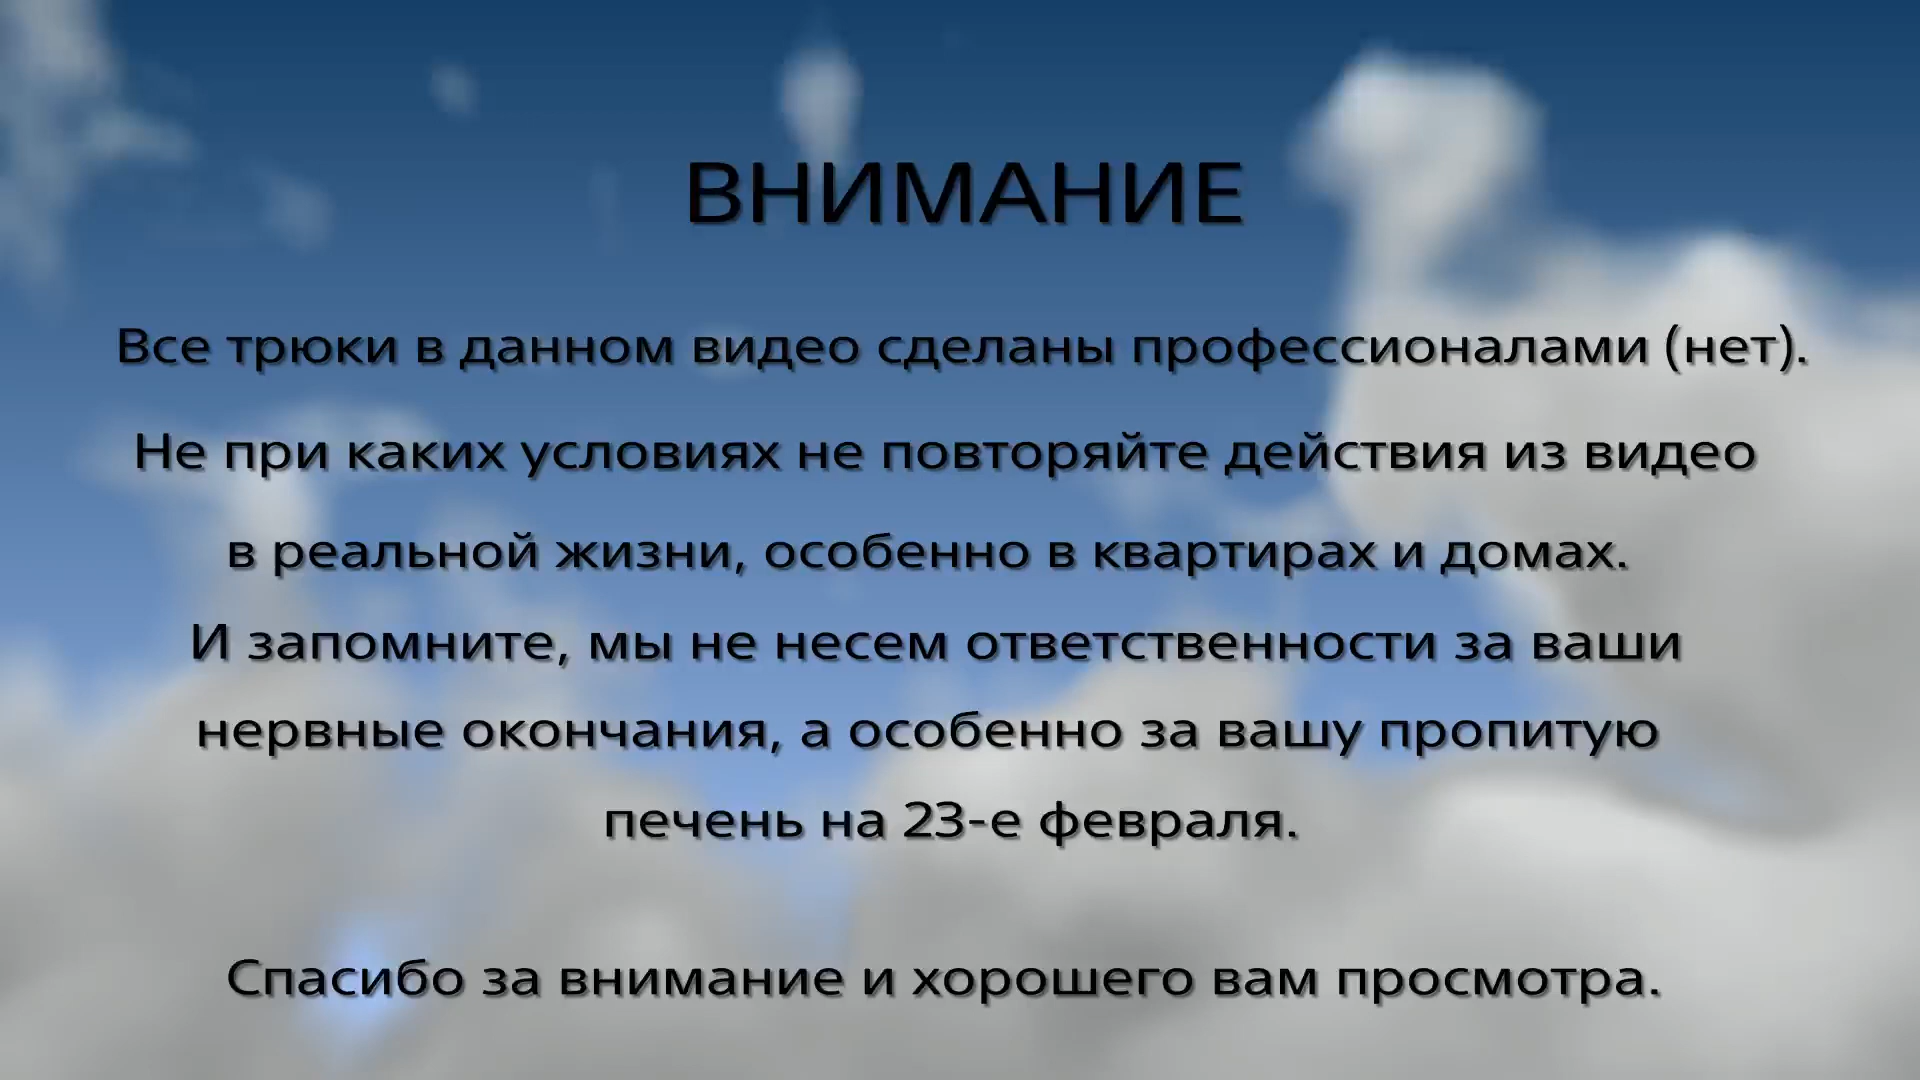 ВНИМАНИЕ
Все трюки в данном видео сделаны профессионалами (нет).
Не при каких условиях не повторяйте действия из видео
в реальной жизни, особенно в квартирах и домах.
И запомните, мы не несем ответственности за ваши
нервные окончания, а особенно за вашу пропитую
печень на 23-е февраля.
Спасибо за внимание и хорошего вам просмотра.